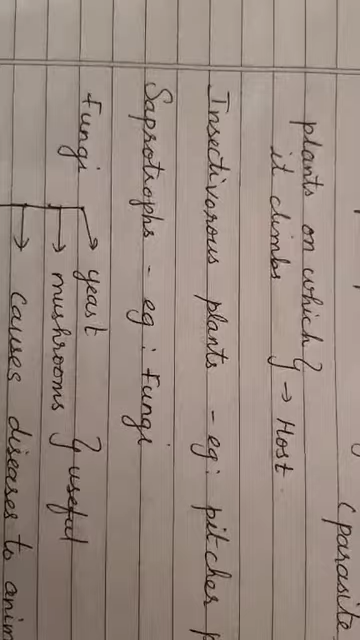 (parasite
plants on which } → Host
it climbs
Insectivorous plants - eg: pitcher
Saprotrophs - eg: Fungi
Fungi → yeast
→ mushrooms } useful
→ causes diseases to